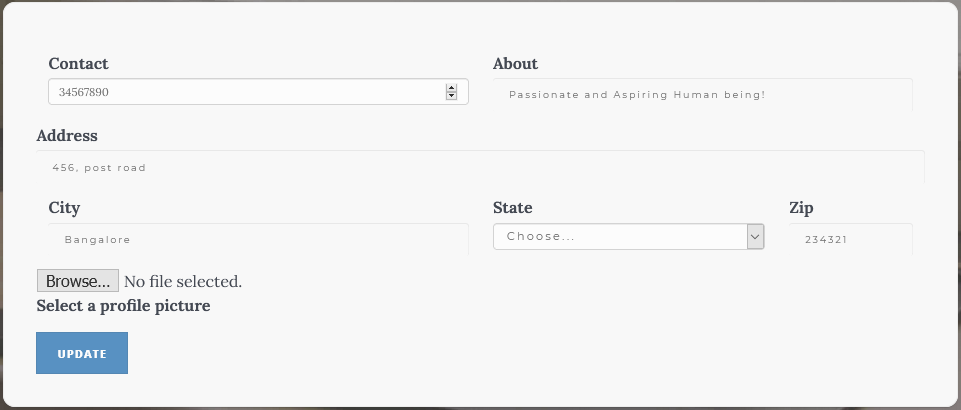 Contact About
34567890 Passionate and Aspiring Human being!
Address
456, post road
City State Zip
Bangalore Choose... 234321
Browse... No file selected.
Select a profile picture
UPDATE